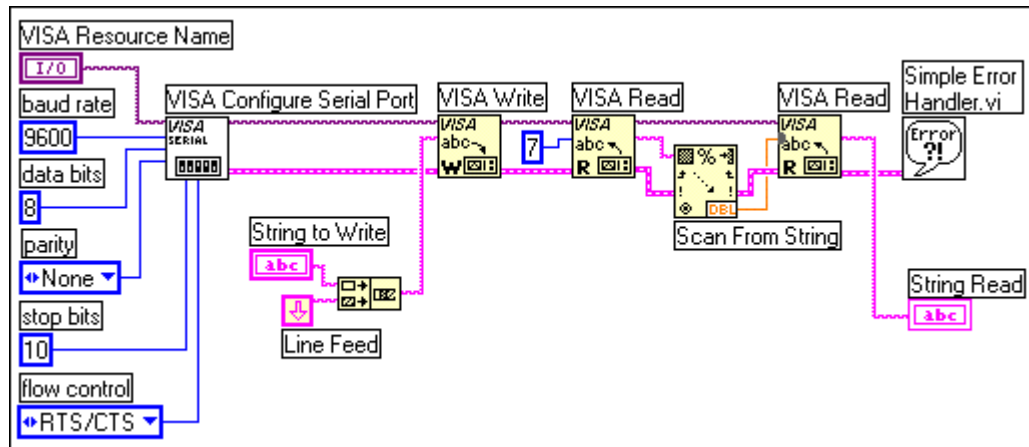 VISA Resource Name
I/O
baud rate
9600
data bits
8
parity
None
stop bits
10
flow control
RTS/CTS
VISA Configure Serial Port
VISA
SERIAL
VISA Write
VISA
abc
W
String to Write
abc
Line Feed
7
VISA Read
VISA
abc
R
%
!
!
DBL
Scan From String
VISA Read
VISA
abc
R
Simple Error
Handler.vi
Error
?!
String Read
abc